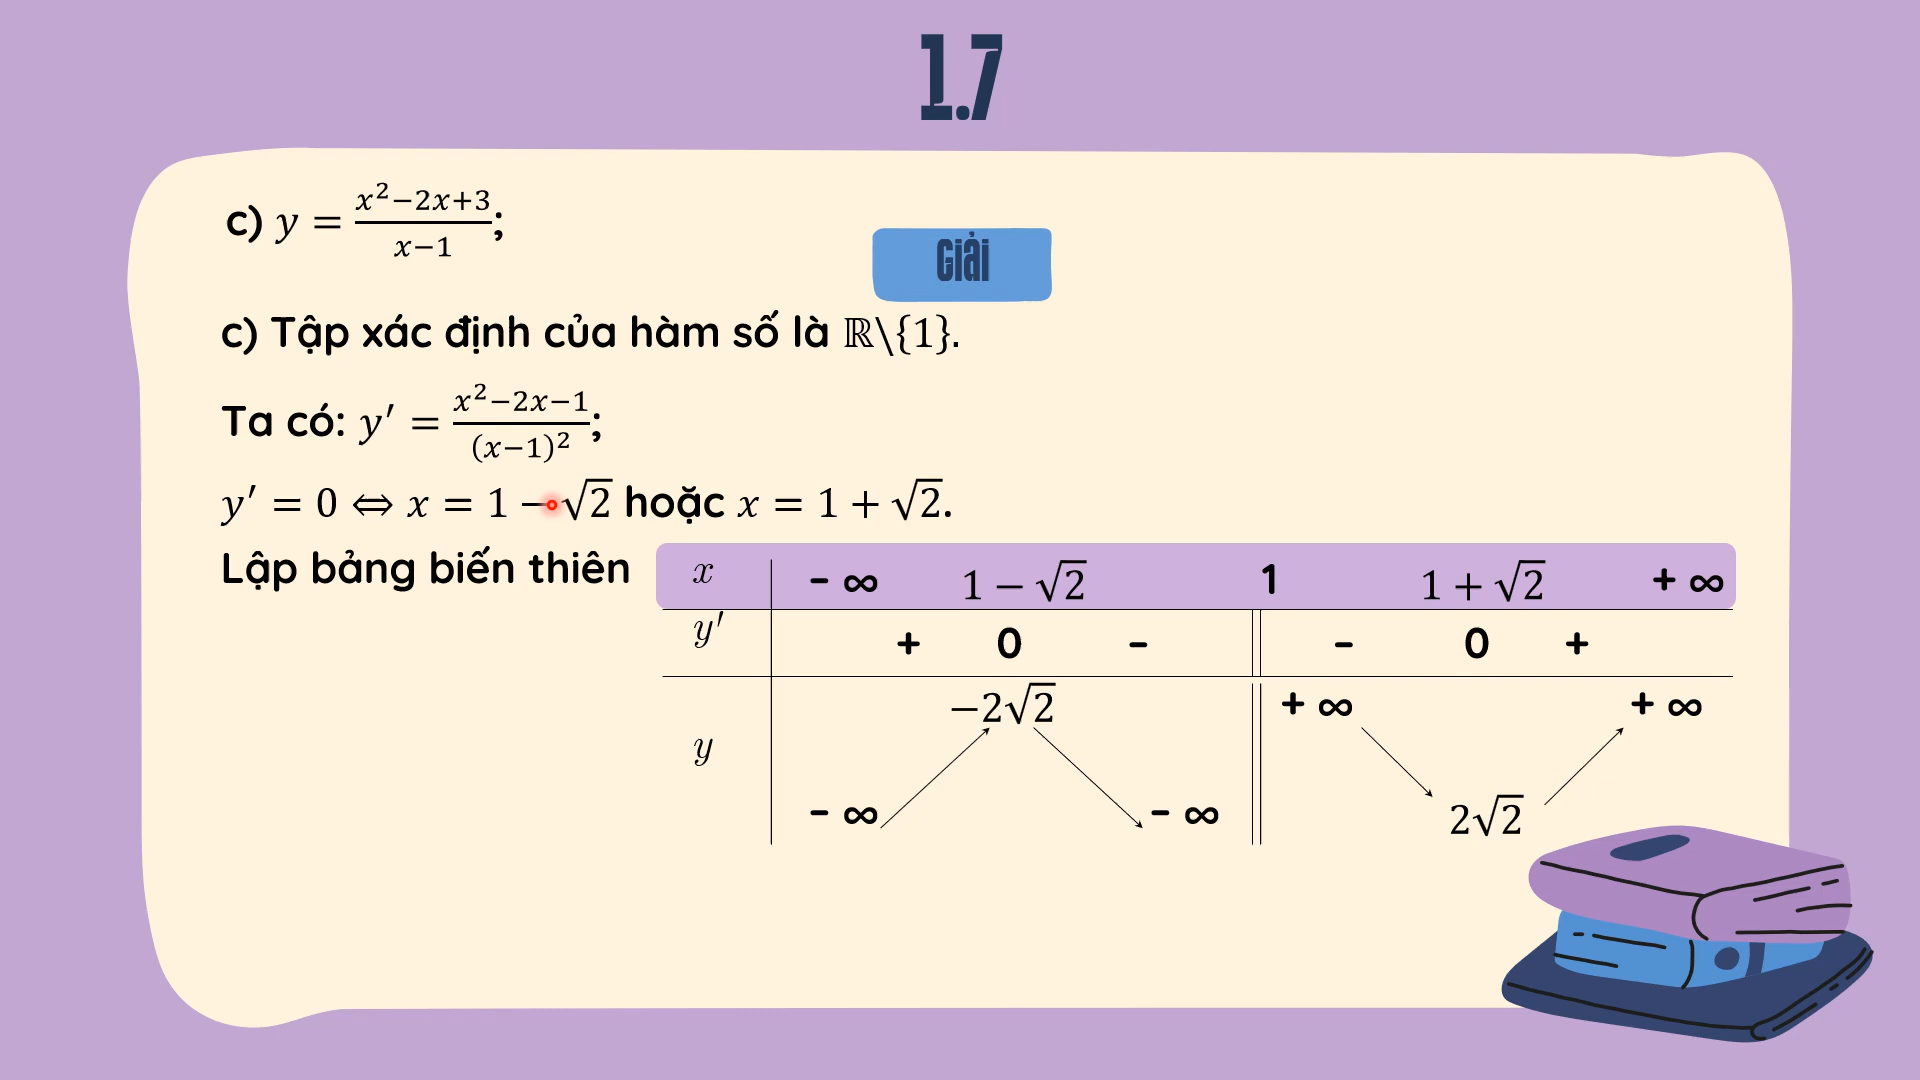 1.7
c) y = (x²−2x+3)/(x−1);
Giải
c) Tập xác định của hàm số là ℝ\{1}.
Ta có: y′ = (x²−2x−1)/(x−1)²;
y′ = 0 ⇔ x = 1 − √2 hoặc x = 1 + √2.
Lập bảng biến thiên
x − ∞ 1 − √2 1 1 + √2 + ∞
y′ + 0 − − 0 +
−2√2 + ∞ + ∞
y
− ∞ − ∞ 2√2